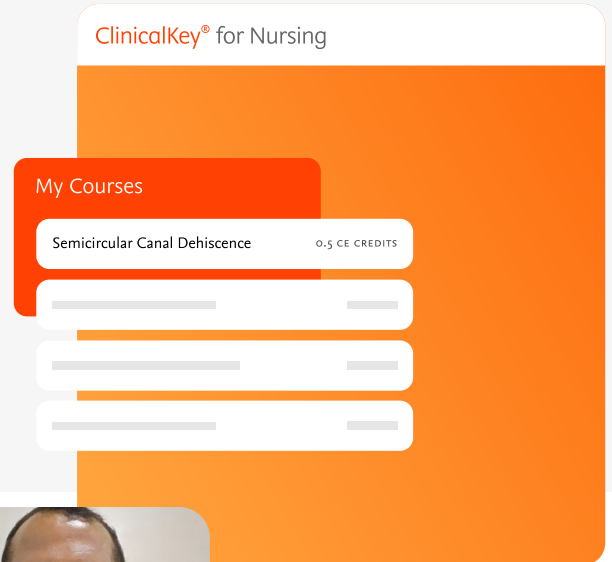 ClinicalKey® for Nursing
My Courses
Semicircular Canal Dehiscence 0.5 CE CREDITS